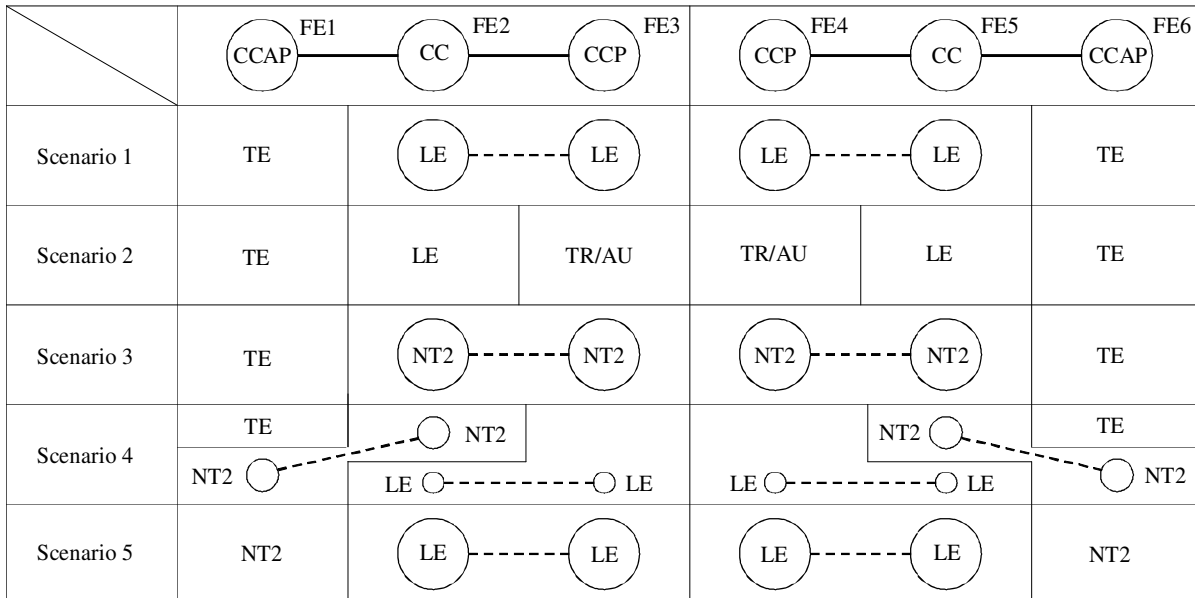 FE1 FE2 FE3 FE4 FE5 FE6
CCAP CC CCP CCP CC CCAP
Scenario 1 TE LE LE LE LE TE
Scenario 2 TE LE TR/AU TR/AU LE TE
Scenario 3 TE NT2 NT2 NT2 NT2 TE
TE NT2 NT2 TE
Scenario 4
NT2 LE LE LE LE NT2
Scenario 5 NT2 LE LE LE LE NT2